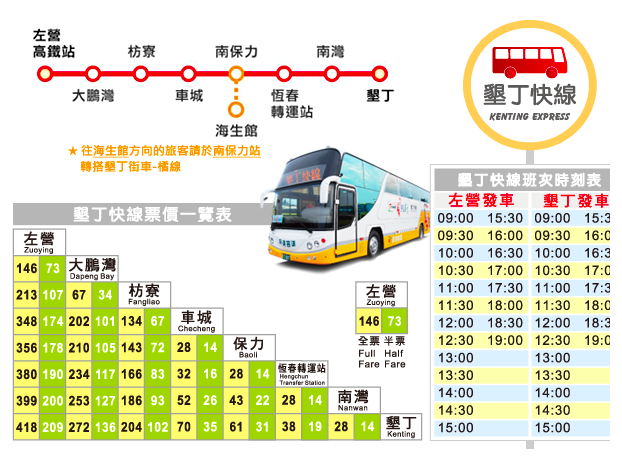 左營
高鐵站
枋寮
南保力
南灣
大鵬灣
車城
恆春
轉運站
墾丁
海生館
★ 往海生館方向的旅客請於南保力站
轉搭墾丁街車-橘線
墾丁快線
KENTING EXPRESS
墾丁快線票價一覽表
左營
Zuoying
146 73 大鵬灣
Dapeng Bay
213 107 67 34 枋寮
Fangliao
348 174 202 101 134 67 車城
Checheng
356 178 210 105 143 72 28 14 保力
Baoli
380 190 234 117 166 83 32 16 28 14 恆春轉運站
Hengchun
Transfer Station
399 200 253 127 186 93 52 26 43 22 28 14 南灣
Nanwan
418 209 272 136 204 102 70 35 61 31 38 19 28 14 墾丁
Kenting
左營
Zuoying
146 73
全票 半票
Full Half
Fare Fare
墾丁快線班次時刻表
左營發車 墾丁發車
09:00 15:30 09:00 15:3
09:30 16:00 09:30 16:0
10:00 16:30 10:00 16:3
10:30 17:00 10:30 17:0
11:00 17:30 11:00 17:3
11:30 18:00 11:30 18:0
12:00 18:30 12:00 18:3
12:30 19:00 12:30 19:0
13:00 13:00
13:30 13:30
14:00 14:00
14:30 14:30
15:00 15:00